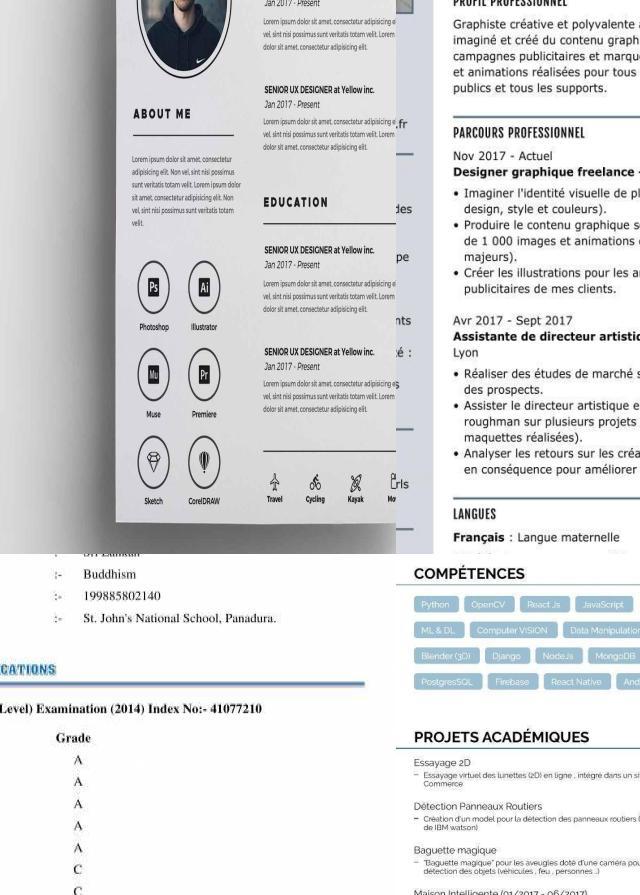 Jan 2017 - Present
Lorem ipsum dolor sit amet, consectetur adipisicing e
vel, sint nisi possimus sunt veritatis totam velit. Lorem
dolor sit amet, consectetur adipisicing elit.
SENIOR UX DESIGNER at Yellow inc.
Jan 2017 - Present
Lorem ipsum dolor sit amet, consectetur adipisicing e
vel, sint nisi possimus sunt veritatis totam velit. Lorem
dolor sit amet, consectetur adipisicing elit.
ABOUT ME
Lorem ipsum dolor sit amet, consectetur
adipisicing elit. Non vel, sint nisi possimus
sunt veritatis totam velit. Lorem ipsum dolor
sit amet, consectetur adipisicing elit. Non
vel, sint nisi possimus sunt veritatis totam
velit.
EDUCATION
SENIOR UX DESIGNER at Yellow inc.
Jan 2017 - Present
Lorem ipsum dolor sit amet, consectetur adipisicing e
vel, sint nisi possimus sunt veritatis totam velit. Lorem
dolor sit amet, consectetur adipisicing elit.
SENIOR UX DESIGNER at Yellow inc.
Jan 2017 - Present
Lorem ipsum dolor sit amet, consectetur adipisicing e
vel, sint nisi possimus sunt veritatis totam velit. Lorem
dolor sit amet, consectetur adipisicing elit.
Ps Ai
Photoshop Illustrator
Mu Pr
Muse Premiere
Sketch CorelDRAW
Travel Cycling Kayak Mo
.fr
des
pe
nts
té :
s
rls
PROFIL PROFESSIONNEL
Graphiste créative et polyvalente
imaginé et créé du contenu graph
campagnes publicitaires et marqu
et animations réalisées pour tous
publics et tous les supports.
PARCOURS PROFESSIONNEL
Nov 2017 - Actuel
Designer graphique freelance -
• Imaginer l'identité visuelle de pl
design, style et couleurs).
• Produire le contenu graphique s
de 1 000 images et animations
majeurs).
• Créer les illustrations pour les a
publicitaires de mes clients.
Avr 2017 - Sept 2017
Assistante de directeur artistic
Lyon
• Réaliser des études de marché s
des prospects.
• Assister le directeur artistique e
roughman sur plusieurs projets
maquettes réalisées).
• Analyser les retours sur les créa
en conséquence pour améliorer
LANGUES
Français : Langue maternelle
:- Sri Lankan
:- Buddhism
:- 199885802140
:- St. John's National School, Panadura.
CATIONS
Level) Examination (2014) Index No:- 41077210
Grade
A
A
A
A
A
C
C
COMPÉTENCES
Python OpenCV React Js JavaScript
ML & DL Computer VISION Data Manipulation
Blender (3D) Django NodeJs MongoDB
PostgresSQL Firebase React Native And
PROJETS ACADÉMIQUES
Essayage 2D
– Essayage virtuel des lunettes (2D) en ligne , intégré dans un si
Commerce
Détection Panneaux Routiers
– Création d'un model pour la détection des panneaux routiers (
de IBM watson)
Baguette magique
– "Baguette magique" pour les aveugles doté d'une caméra pou
détection des objets (véhicules , feu , personnes ..)
Maison Intelligente (01/2017 - 06/2017)